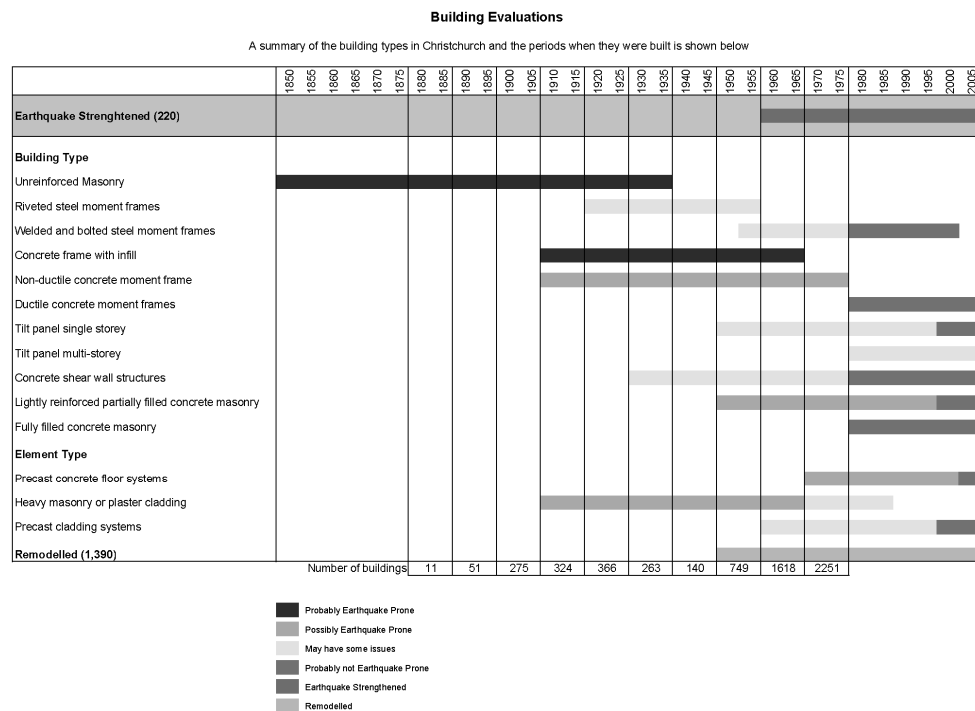 Building Evaluations
A summary of the building types in Christchurch and the periods when they were built is shown below
1850 1855 1860 1865 1870 1875 1880 1885 1890 1895 1900 1905 1910 1915 1920 1925 1930 1935 1940 1945 1950 1955 1960 1965 1970 1975 1980 1985 1990 1995 2000 2005
Earthquake Strenghtened (220)
Building Type
Unreinforced Masonry
Riveted steel moment frames
Welded and bolted steel moment frames
Concrete frame with infill
Non-ductile concrete moment frame
Ductile concrete moment frames
Tilt panel single storey
Tilt panel multi-storey
Concrete shear wall structures
Lightly reinforced partially filled concrete masonry
Fully filled concrete masonry
Element Type
Precast concrete floor systems
Heavy masonry or plaster cladding
Precast cladding systems
Remodelled (1,390)
Number of buildings 11 51 275 324 366 263 140 749 1618 2251
Probably Earthquake Prone
Possibly Earthquake Prone
May have some issues
Probably not Earthquake Prone
Earthquake Strengthened
Remodelled